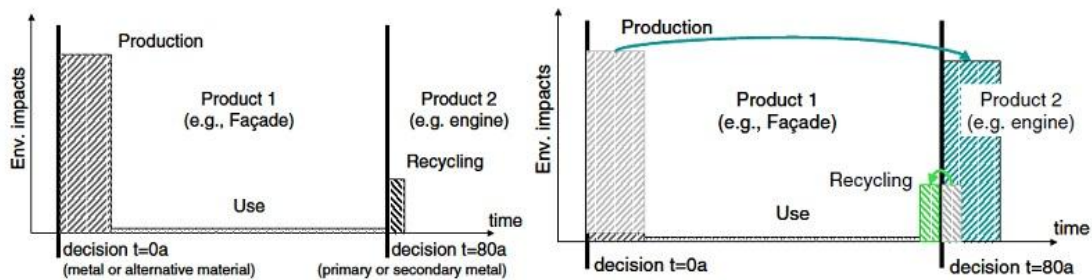 Env. impacts
Production
Product 1
(e.g., Façade)
Product 2
(e.g. engine)
Recycling
Use
time
decision t=0a
(metal or alternative material)
decision t=80a
(primary or secondary metal)
Env. impacts
Production
Product 1
(e.g., Façade)
Product 2
(e.g. engine)
Recycling
Use
time
decision t=0a
decision t=80a